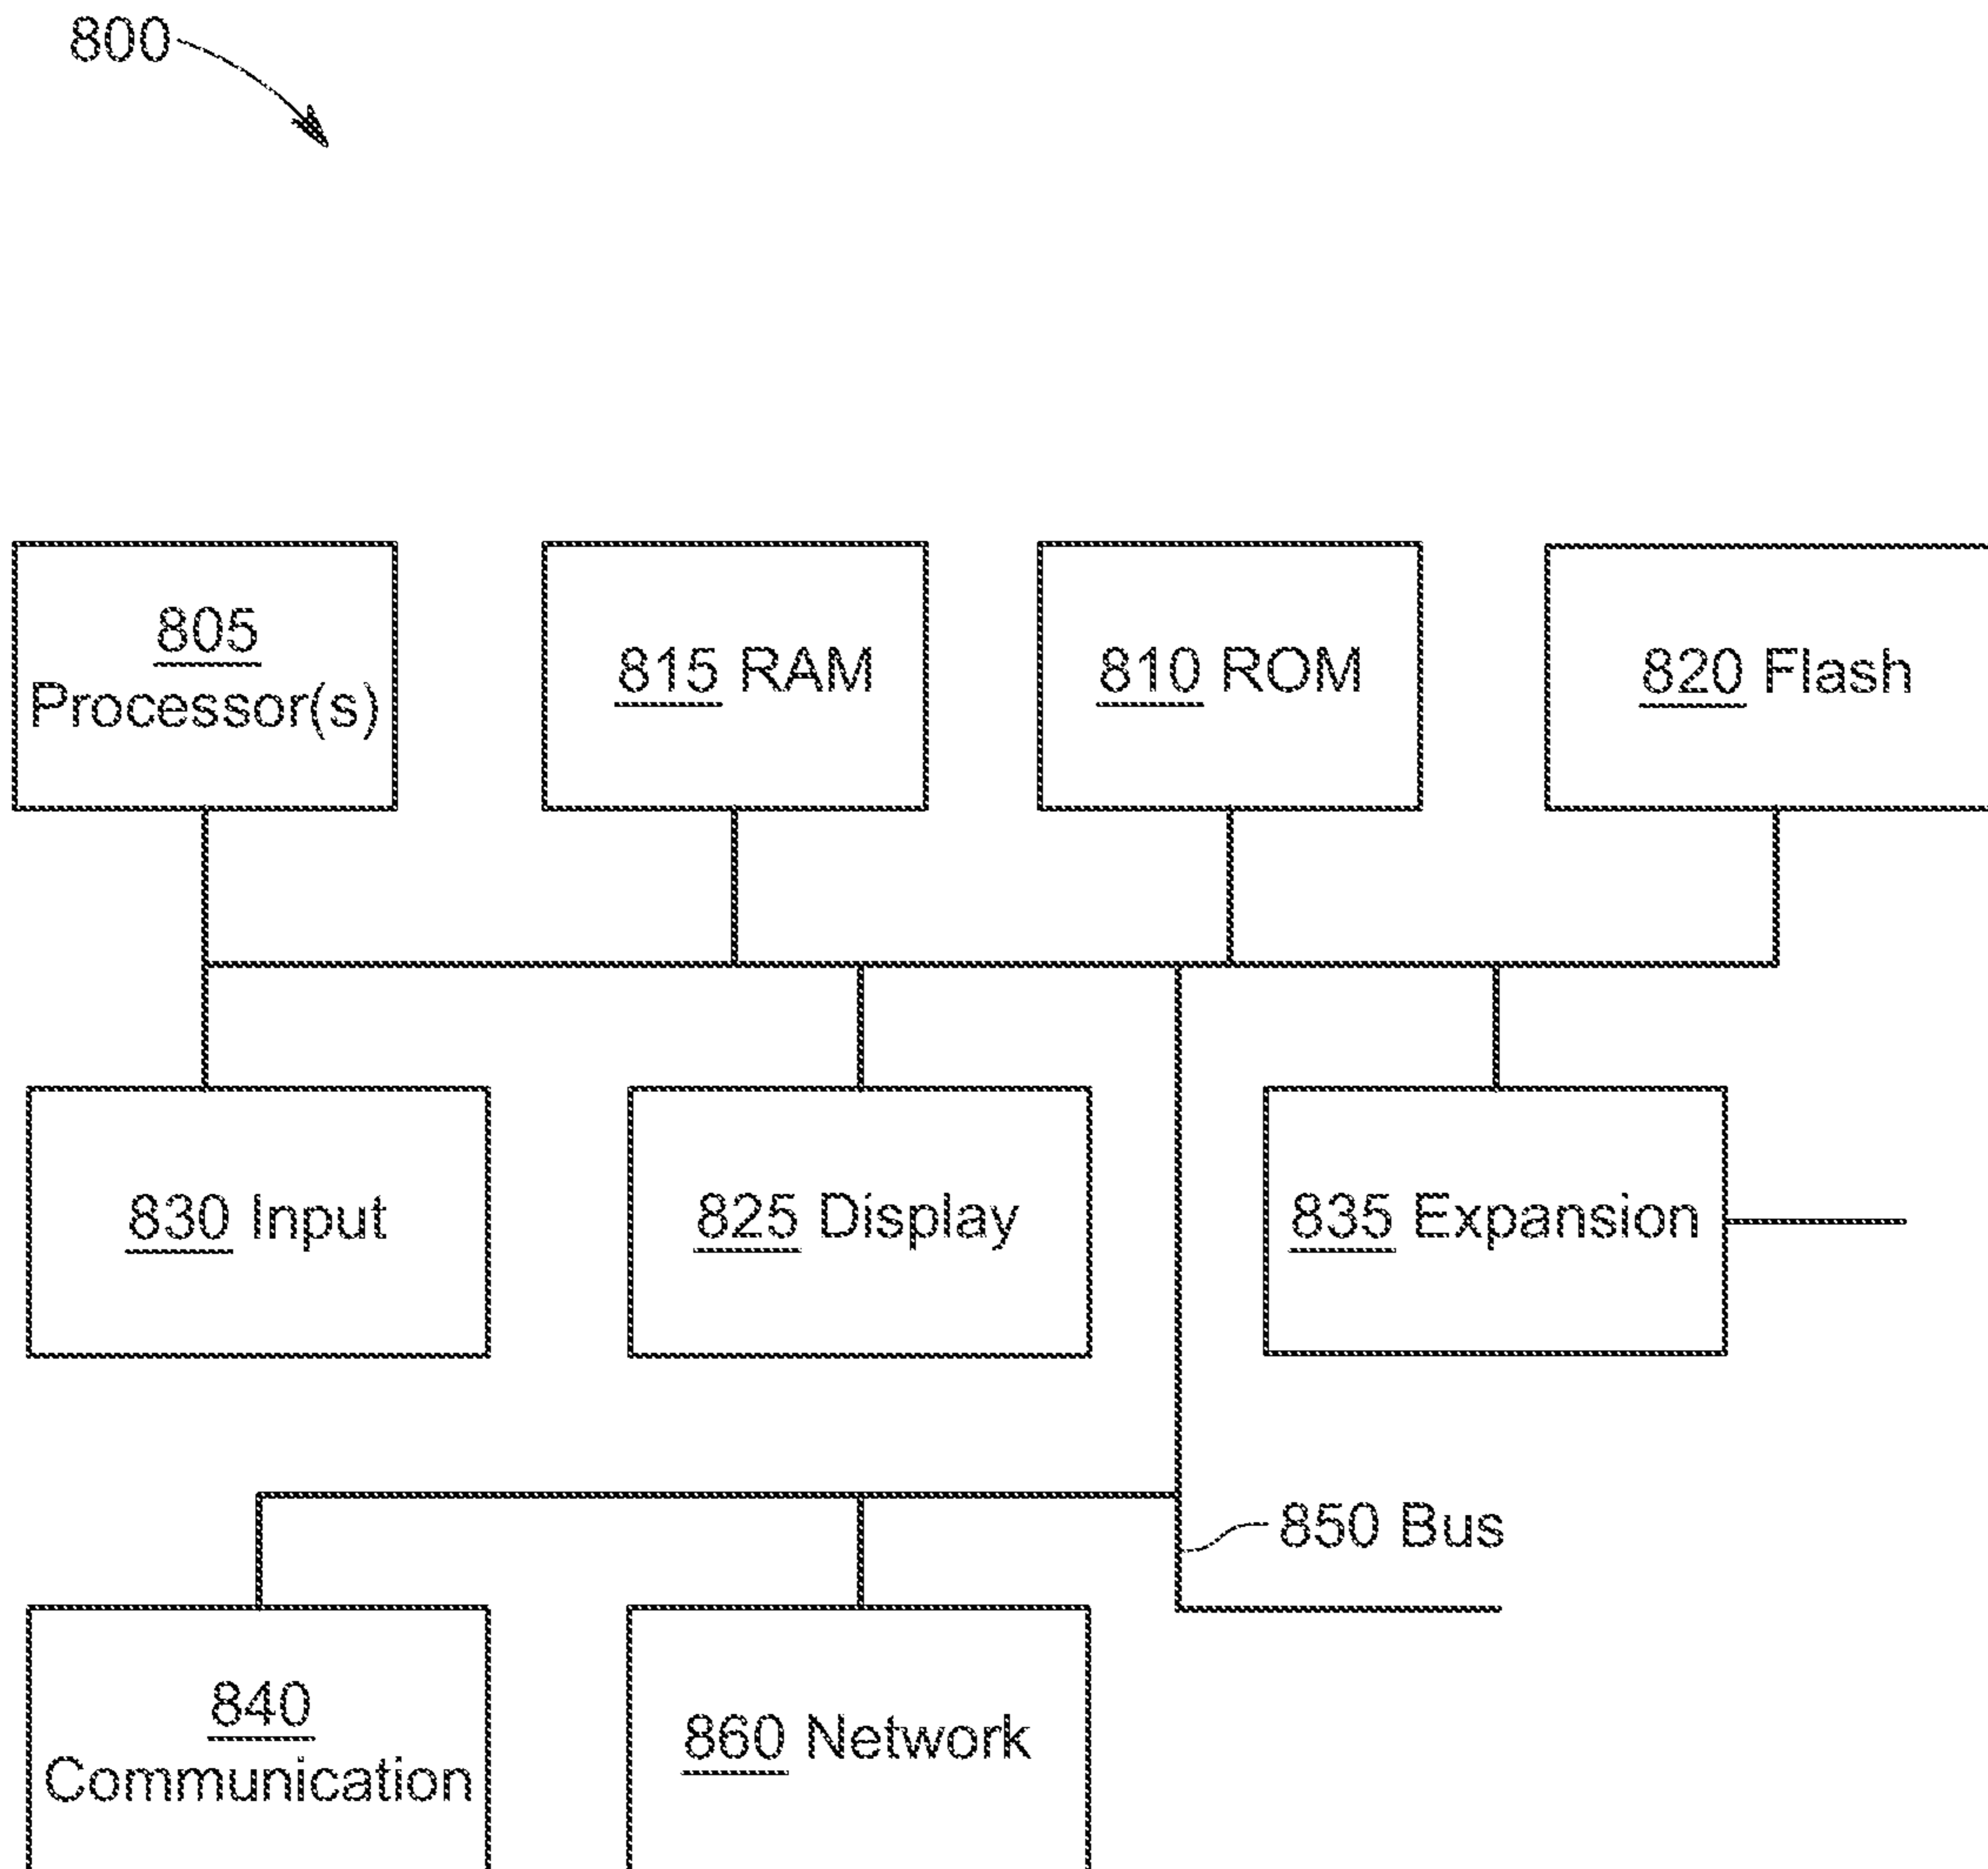 800
805
Processor(s)
815 RAM
810 ROM
820 Flash
830 Input
825 Display
835 Expansion
850 Bus
840
Communication
860 Network